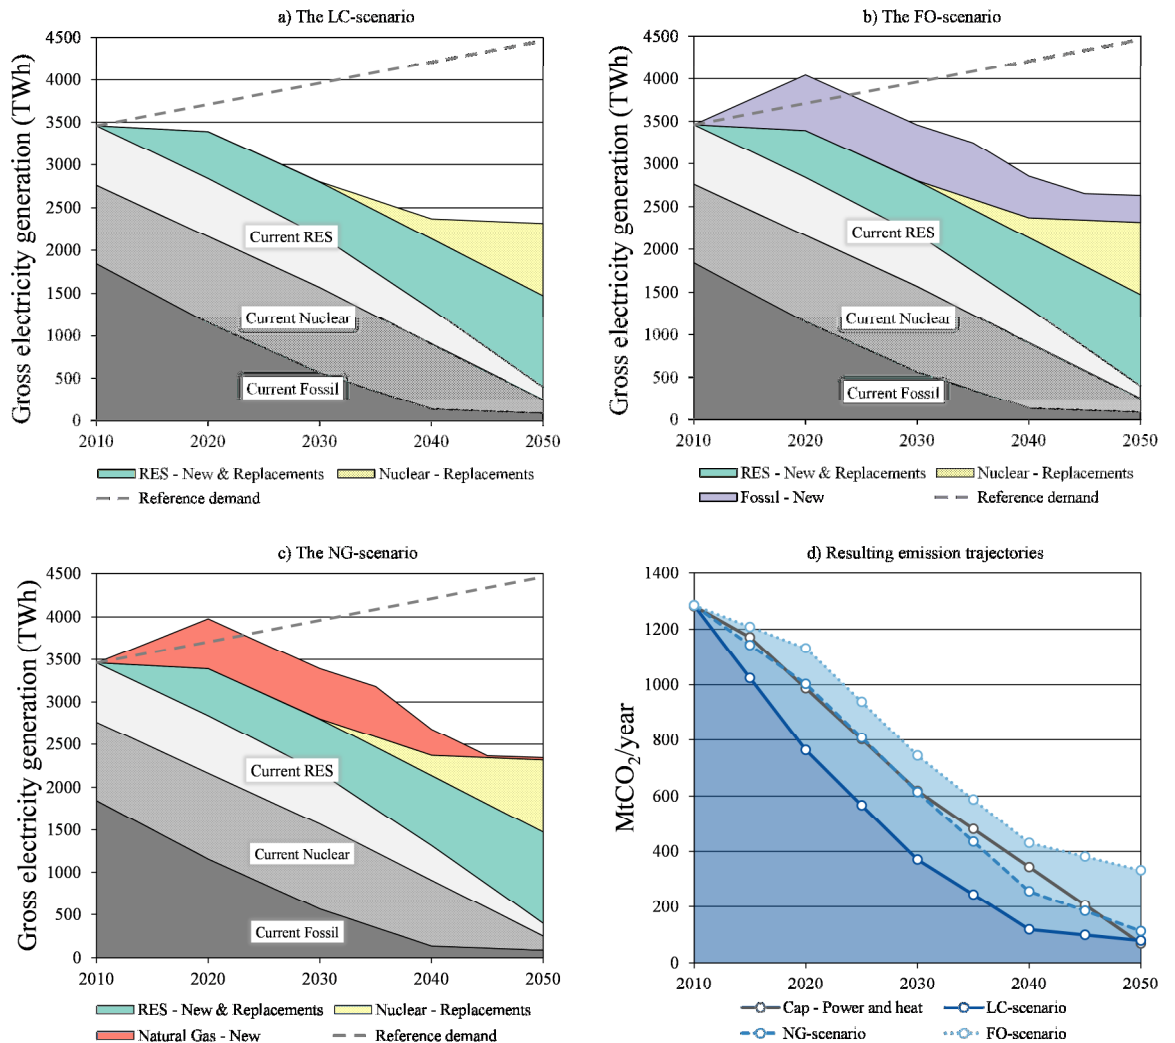 a) The LC-scenario
Gross electricity generation (TWh)
4500
4000
3500
3000
2500
2000
1500
1000
500
0
Current RES
Current Nuclear
Current Fossil
2010 2020 2030 2040 2050
RES - New & Replacements Nuclear - Replacements
Reference demand
b) The FO-scenario
Gross electricity generation (TWh)
4500
4000
3500
3000
2500
2000
1500
1000
500
0
Current RES
Current Nuclear
Current Fossil
2010 2020 2030 2040 2050
RES - New & Replacements Nuclear - Replacements
Fossil - New Reference demand
c) The NG-scenario
Gross electricity generation (TWh)
4500
4000
3500
3000
2500
2000
1500
1000
500
0
Current RES
Current Nuclear
Current Fossil
2010 2020 2030 2040 2050
RES - New & Replacements Nuclear - Replacements
Natural Gas - New Reference demand
d) Resulting emission trajectories
MtCO₂/year
1400
1200
1000
800
600
400
200
0
2010 2020 2030 2040 2050
Cap - Power and heat LC-scenario
NG-scenario FO-scenario